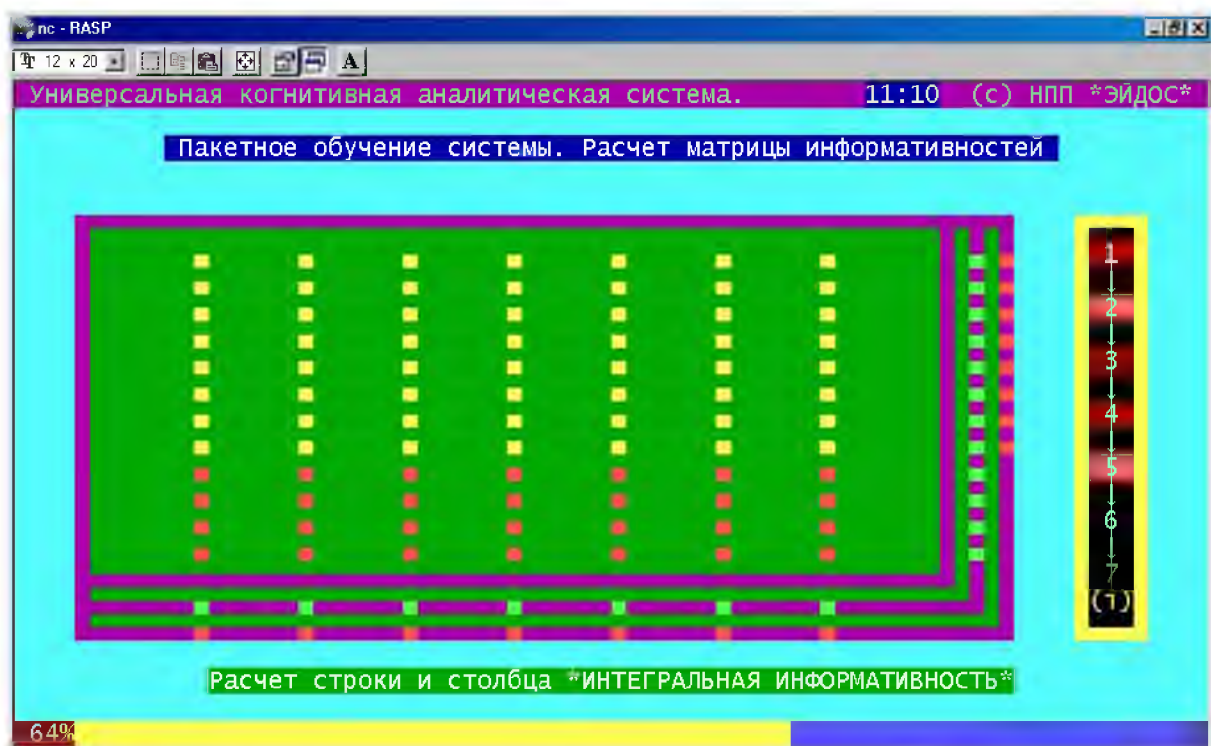 nc - RASP
Tr 12 x 20 A
Универсальная когнитивная аналитическая система. 11:10 (с) НПП *ЭЙДОС*
Пакетное обучение системы. Расчет матрицы информативностей
1
2
3
4
5
6
7
Расчет строки и столбца *ИНТЕГРАЛЬНАЯ ИНФОРМАТИВНОСТЬ*
64%